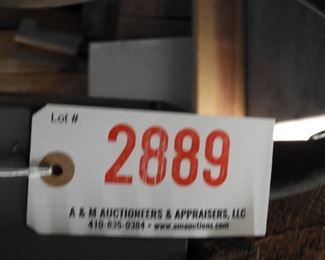 Lot #
2889
A & M AUCTIONEERS & APPRAISERS, LLC
410-835-0384 • www.amauctions.com